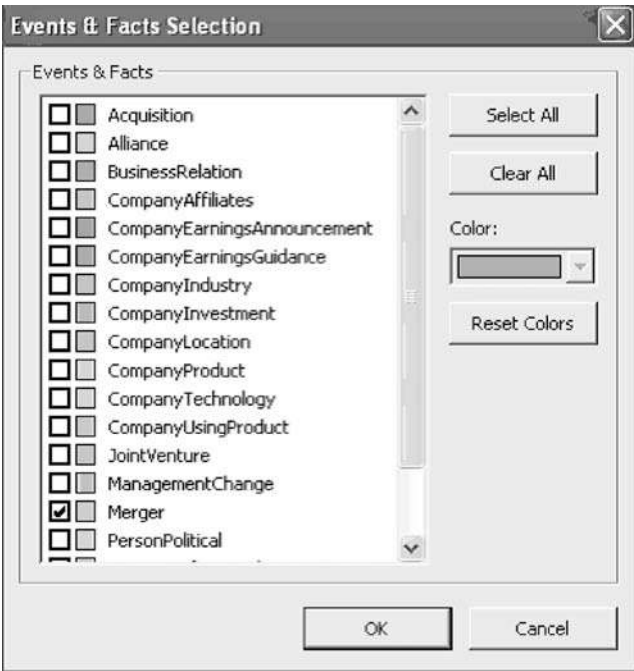 Events & Facts Selection
Events & Facts
Acquisition
Alliance
BusinessRelation
CompanyAffiliates
CompanyEarningsAnnouncement
CompanyEarningsGuidance
CompanyIndustry
CompanyInvestment
CompanyLocation
CompanyProduct
CompanyTechnology
CompanyUsingProduct
JointVenture
ManagementChange
Merger
PersonPolitical
Select All
Clear All
Color:
Reset Colors
OK
Cancel